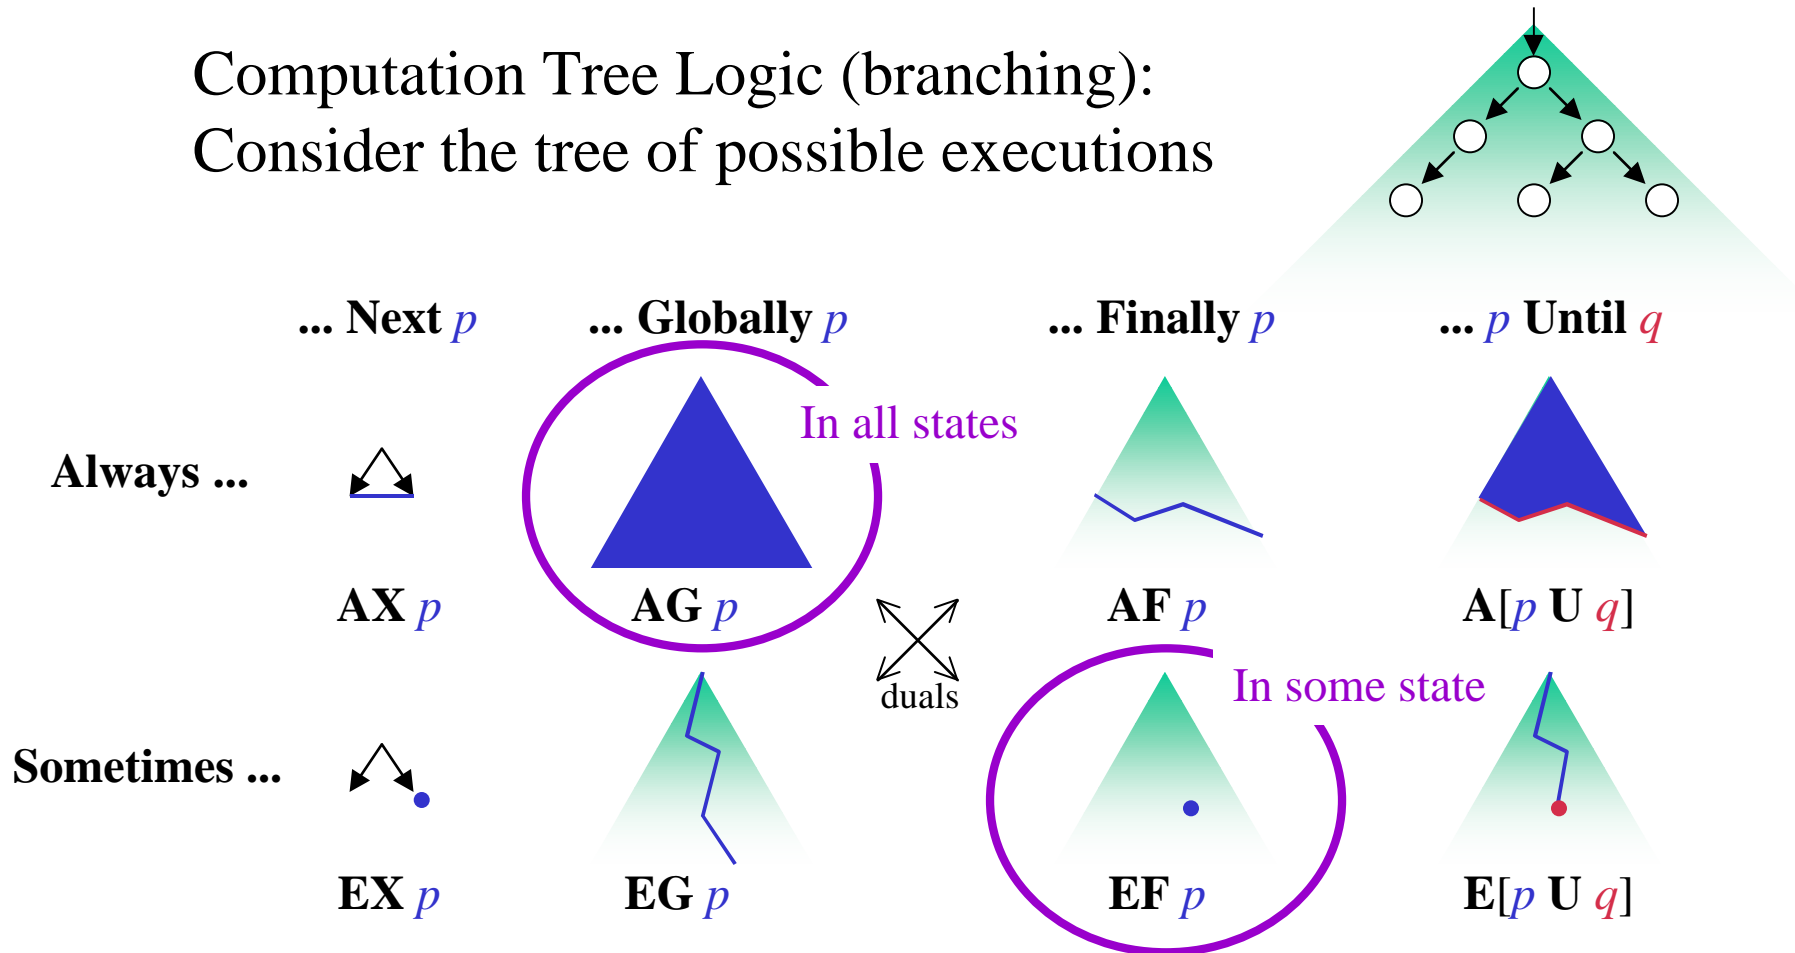 Computation Tree Logic (branching):
Consider the tree of possible executions
... Next p ... Globally p ... Finally p ... p Until q
In all states
Always ...
AX p AG p AF p A[p U q]
duals
In some state
Sometimes ...
EX p EG p EF p E[p U q]